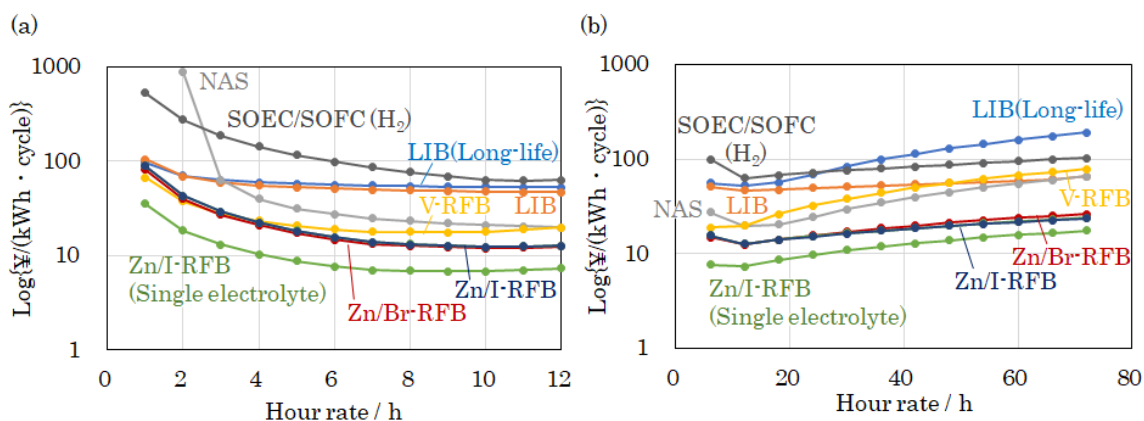 (a)
Log{¥/(kWh・cycle)}
1000
100
10
1
0
2
4
6
8
10
12
Hour rate / h
NAS
SOEC/SOFC (H₂)
LIB(Long-life)
V-RFB
LIB
Zn/I-RFB
(Single electrolyte)
Zn/I-RFB
Zn/Br-RFB
(b)
Log{¥/(kWh・cycle)}
1000
100
10
1
0
20
40
60
80
Hour rate / h
SOEC/SOFC
(H₂)
LIB(Long-life)
NAS
LIB
V-RFB
Zn/Br-RFB
Zn/I-RFB
Zn/I-RFB
(Single electrolyte)